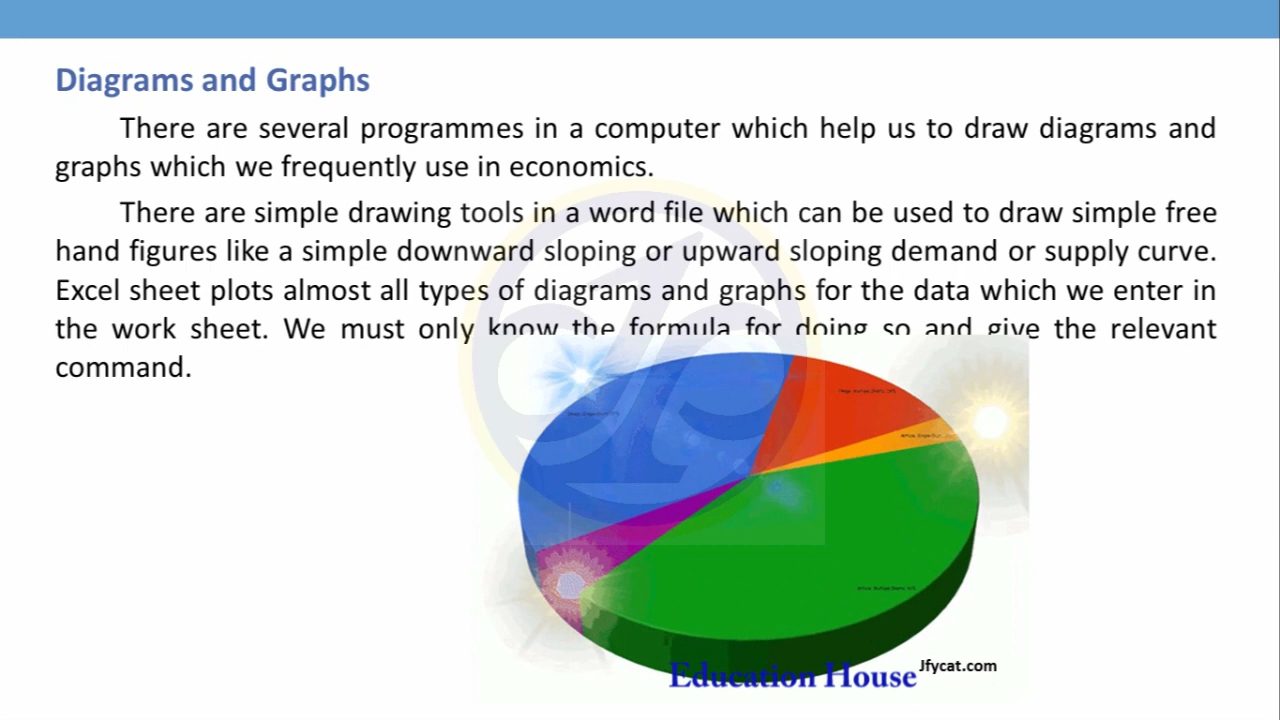 Diagrams and Graphs
There are several programmes in a computer which help us to draw diagrams and
graphs which we frequently use in economics.
There are simple drawing tools in a word file which can be used to draw simple free
hand figures like a simple downward sloping or upward sloping demand or supply curve.
Excel sheet plots almost all types of diagrams and graphs for the data which we enter in
the work sheet. We must only know the formula for doing so and give the relevant
command.
Education House
Jfycat.com